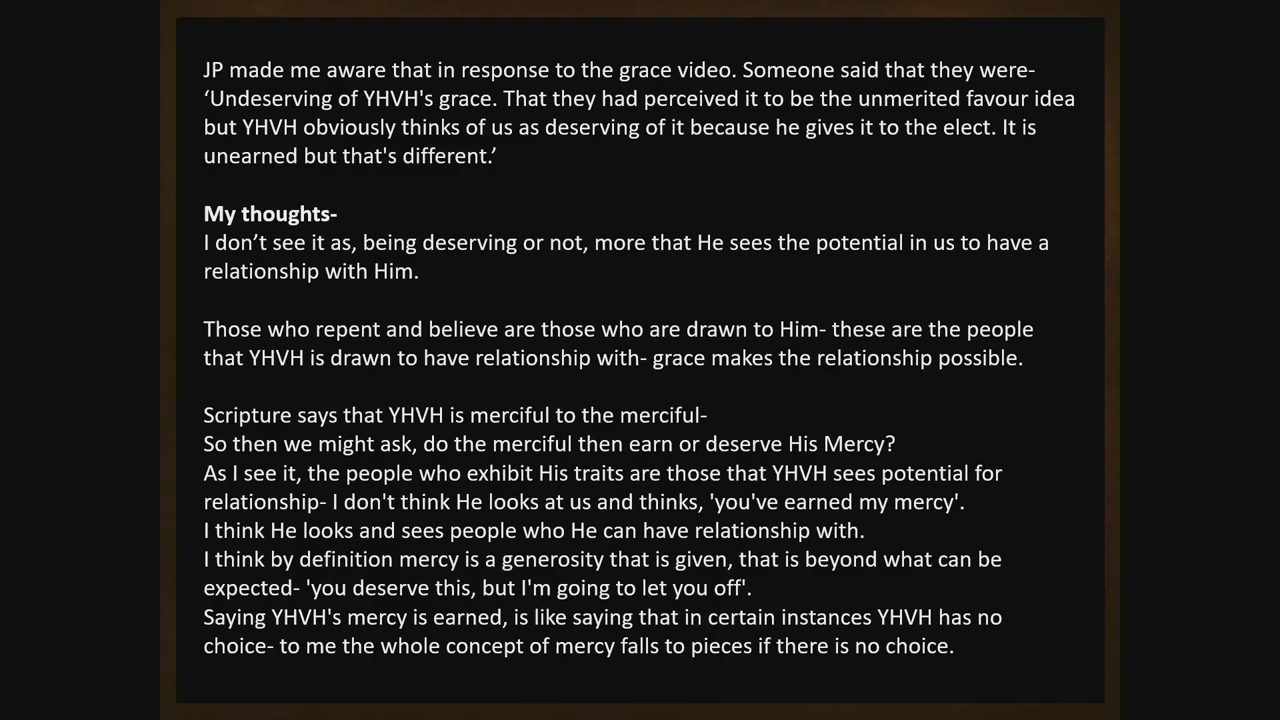 JP made me aware that in response to the grace video. Someone said that they were-
‘Undeserving of YHVH's grace. That they had perceived it to be the unmerited favour idea
but YHVH obviously thinks of us as deserving of it because he gives it to the elect. It is
unearned but that's different.’
My thoughts-
I don’t see it as, being deserving or not, more that He sees the potential in us to have a
relationship with Him.
Those who repent and believe are those who are drawn to Him- these are the people
that YHVH is drawn to have relationship with- grace makes the relationship possible.
Scripture says that YHVH is merciful to the merciful-
So then we might ask, do the merciful then earn or deserve His Mercy?
As I see it, the people who exhibit His traits are those that YHVH sees potential for
relationship- I don't think He looks at us and thinks, 'you've earned my mercy'.
I think He looks and sees people who He can have relationship with.
I think by definition mercy is a generosity that is given, that is beyond what can be
expected- 'you deserve this, but I'm going to let you off'.
Saying YHVH's mercy is earned, is like saying that in certain instances YHVH has no
choice- to me the whole concept of mercy falls to pieces if there is no choice.